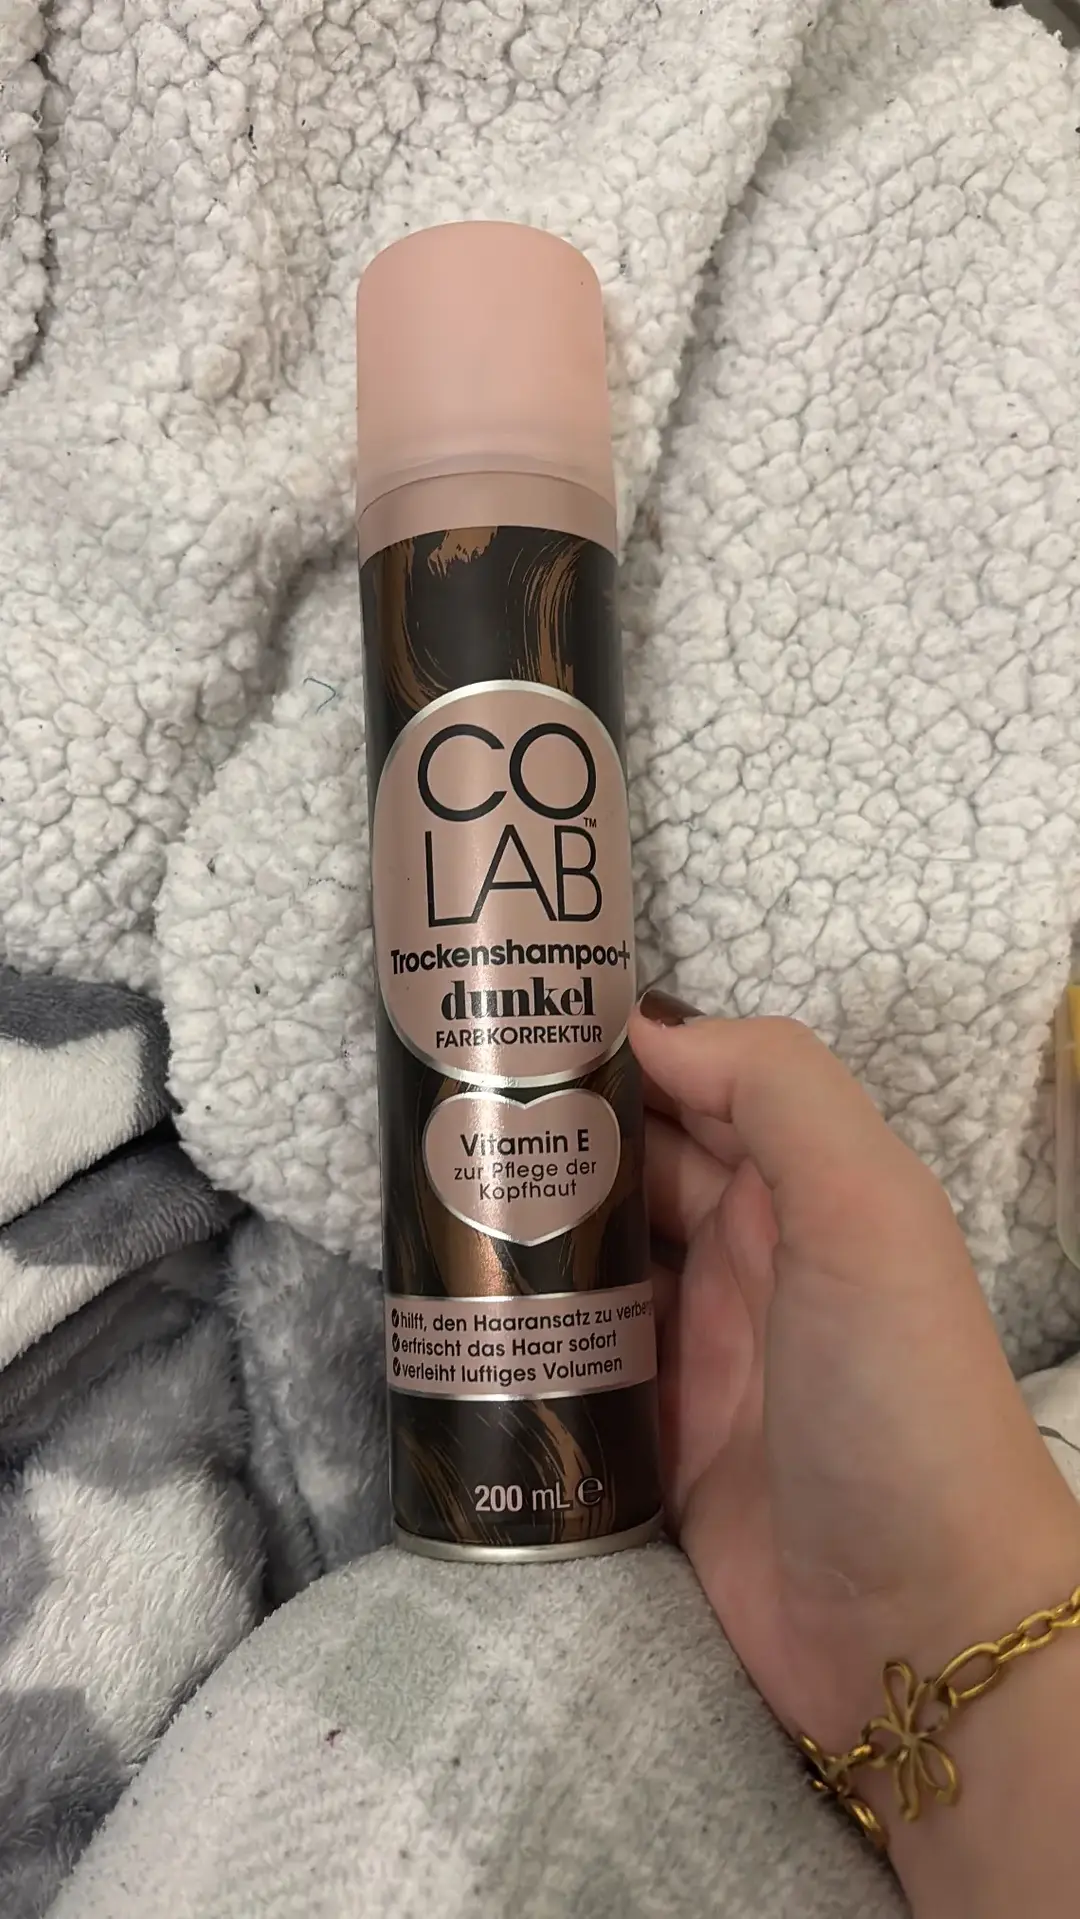 CO
LAB™
Trockenshampoo+
dunkel
FARBKORREKTUR
Vitamin E
zur Pflege der
Kopfhaut
hilft, den Haaransatz zu
erfrischt das Haar sofort
verleiht luftiges Volumen
200 mL ℮